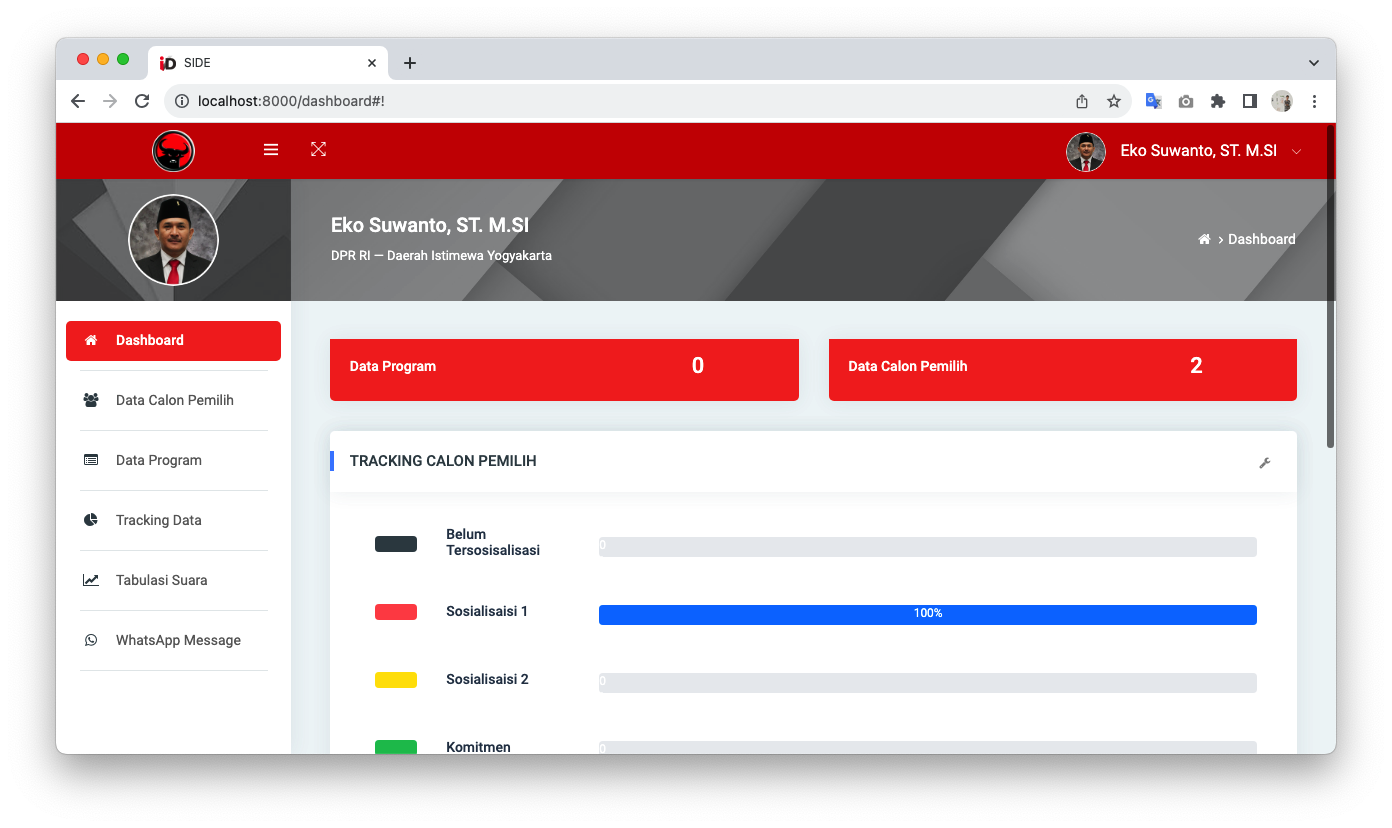 SIDE
localhost:8000/dashboard#!
Eko Suwanto, ST. M.SI
Eko Suwanto, ST. M.SI
DPR RI — Daerah Istimewa Yogyakarta
> Dashboard
Dashboard
Data Calon Pemilih
Data Program
Tracking Data
Tabulasi Suara
WhatsApp Message
Data Program 0
Data Calon Pemilih 2
TRACKING CALON PEMILIH
Belum
Tersosisalisasi
0
Sosialisaisi 1
100%
Sosialisaisi 2
0
Komitmen
0